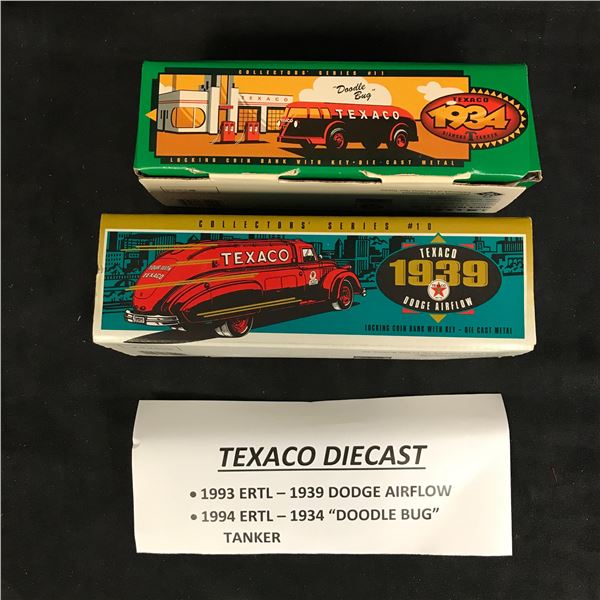 COLLECTORS' SERIES #11
"Doodle
Bug"
TEXACO
TEXACO
TEXACO
1934
DIAMOND T TANKER
LOCKING COIN BANK WITH KEY • DIE-CAST METAL
COLLECTORS' SERIES #10
TEXACO
TEXACO
1939
DODGE AIRFLOW
LOCKING COIN BANK WITH KEY - DIE CAST METAL
TEXACO DIECAST
• 1993 ERTL – 1939 DODGE AIRFLOW
• 1994 ERTL – 1934 "DOODLE BUG"
TANKER